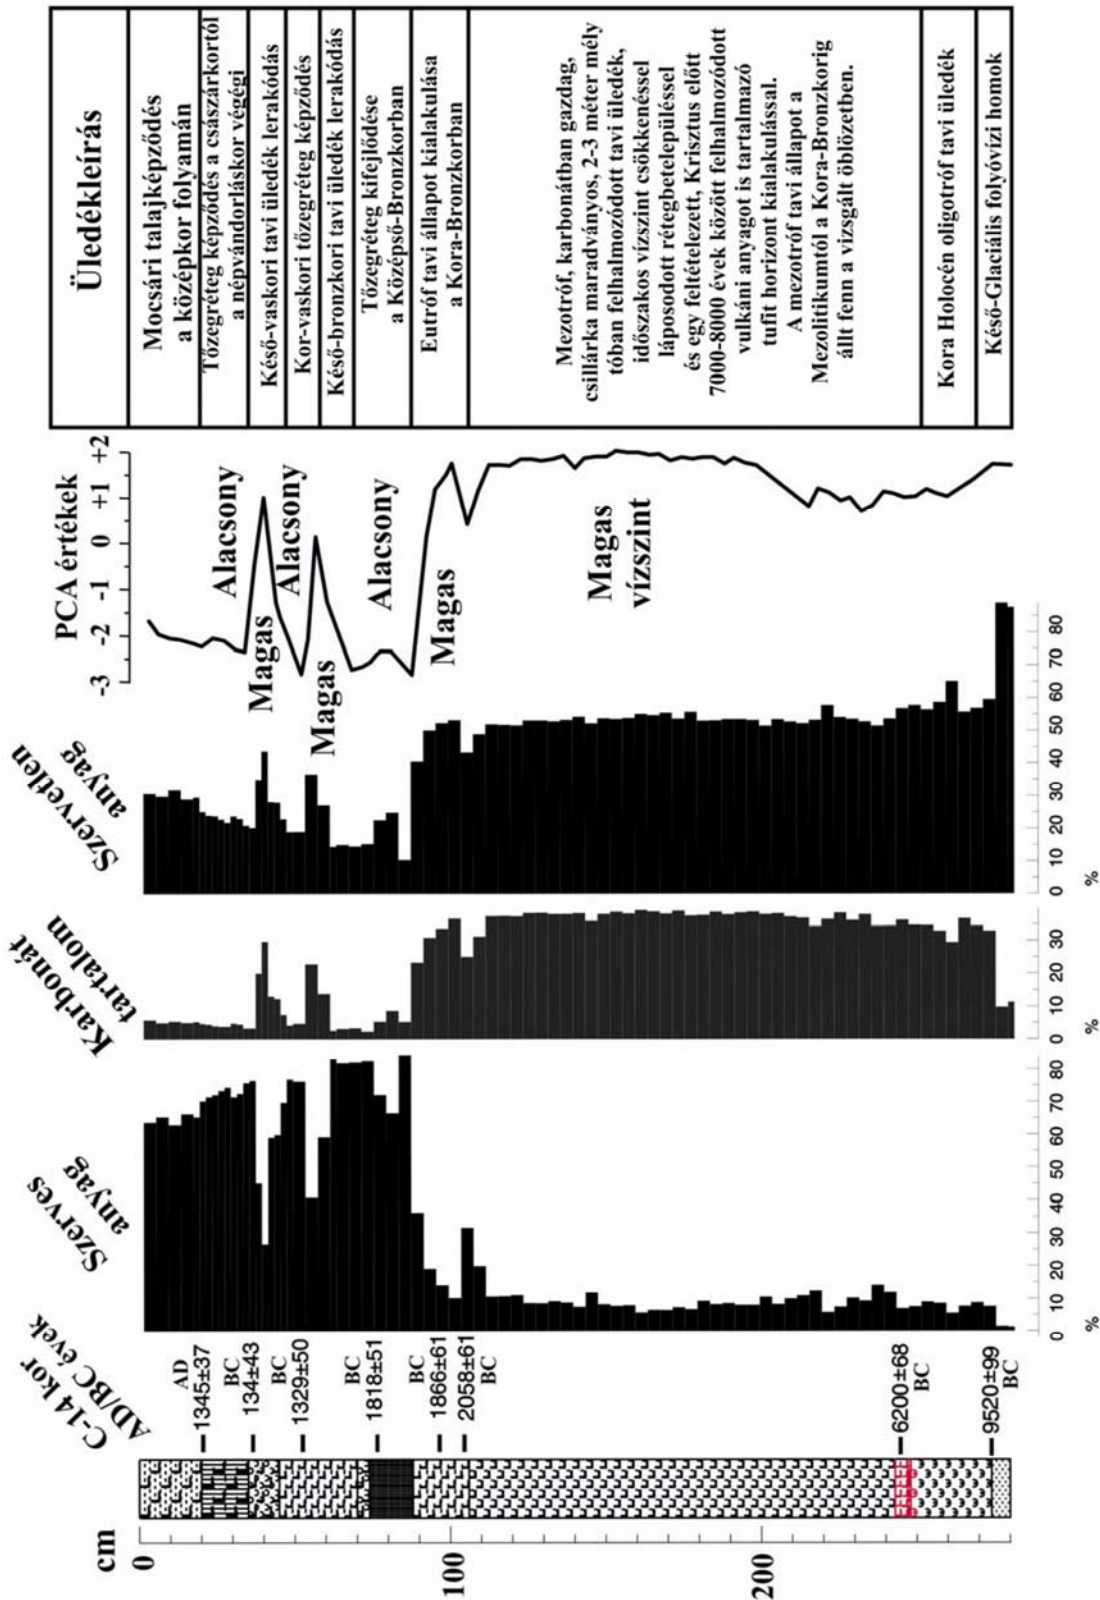 cm
0
100
200
C-14 kor
AD/BC évek
AD
1345±37
BC
134±43
BC
1329±50
BC
1818±51
BC
1866±61
2058±61
BC
6200±68
BC
9520±99
BC
Szerves
anyag
0 10 20 30 40 50 60 70 80
%
Karbonát
tartalom
0 10 20 30
%
Szervetlen
anyag
0 10 20 30 40 50 60 70 80
%
PCA értékek
-3 -2 -1 0 +1 +2
Alacsony
Magas
Alacsony
Magas
Alacsony
Magas
Magas
vízszint
Üledékleírás
Mocsári talajképződés
a középkor folyamán
Tőzegréteg képződés a császárkortól
a népvándorláskor végégi
Késő-vaskori tavi üledék lerakódás
Kor-vaskori tőzegréteg képződés
Késő-bronzkori tavi üledék lerakódás
Tőzegréteg kifejlődése
a Középső-Bronzkorban
Eutróf tavi állapot kialakulása
a Kora-Bronzkorban
Mezotróf, karbonátban gazdag,
csillárka maradványos, 2-3 méter mély
tóban felhalmozódott tavi üledék,
időszakos vízszint csökkenéssel
láposodott rétegbetelepüléssel
és egy feltételezett, Krisztus előtt
7000-8000 évek között felhalmozódott
vulkáni anyagot is tartalmazó
tufit horizont kialakulással.
A mezotróf tavi állapot a
Mezolitikumtól a Kora-Bronzkorig
állt fenn a vizsgált öblözetben.
Kora Holocén oligotróf tavi üledék
Késő-Glaciális folyóvízi homok